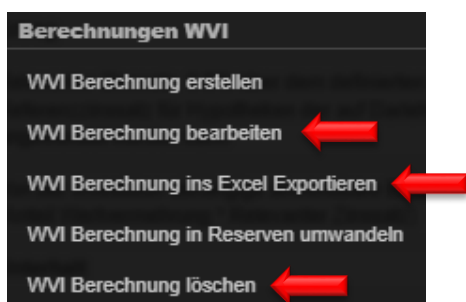 Berechnungen WVI
WVI Berechnung erstellen
WVI Berechnung bearbeiten
WVI Berechnung ins Excel Exportieren
WVI Berechnung in Reserven umwandeln
WVI Berechnung löschen